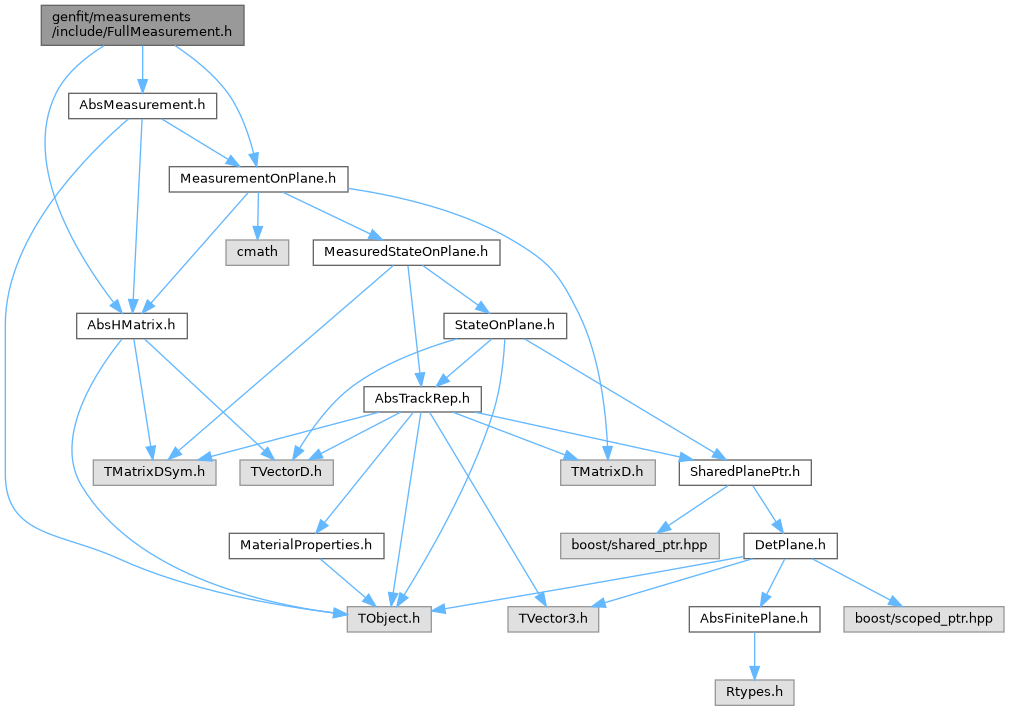 genfit/measurements
/include/FullMeasurement.h
AbsMeasurement.h
MeasurementOnPlane.h
cmath
MeasuredStateOnPlane.h
AbsHMatrix.h
StateOnPlane.h
AbsTrackRep.h
TMatrixDSym.h
TVectorD.h
TMatrixD.h
SharedPlanePtr.h
MaterialProperties.h
boost/shared_ptr.hpp
DetPlane.h
TObject.h
TVector3.h
AbsFinitePlane.h
boost/scoped_ptr.hpp
Rtypes.h